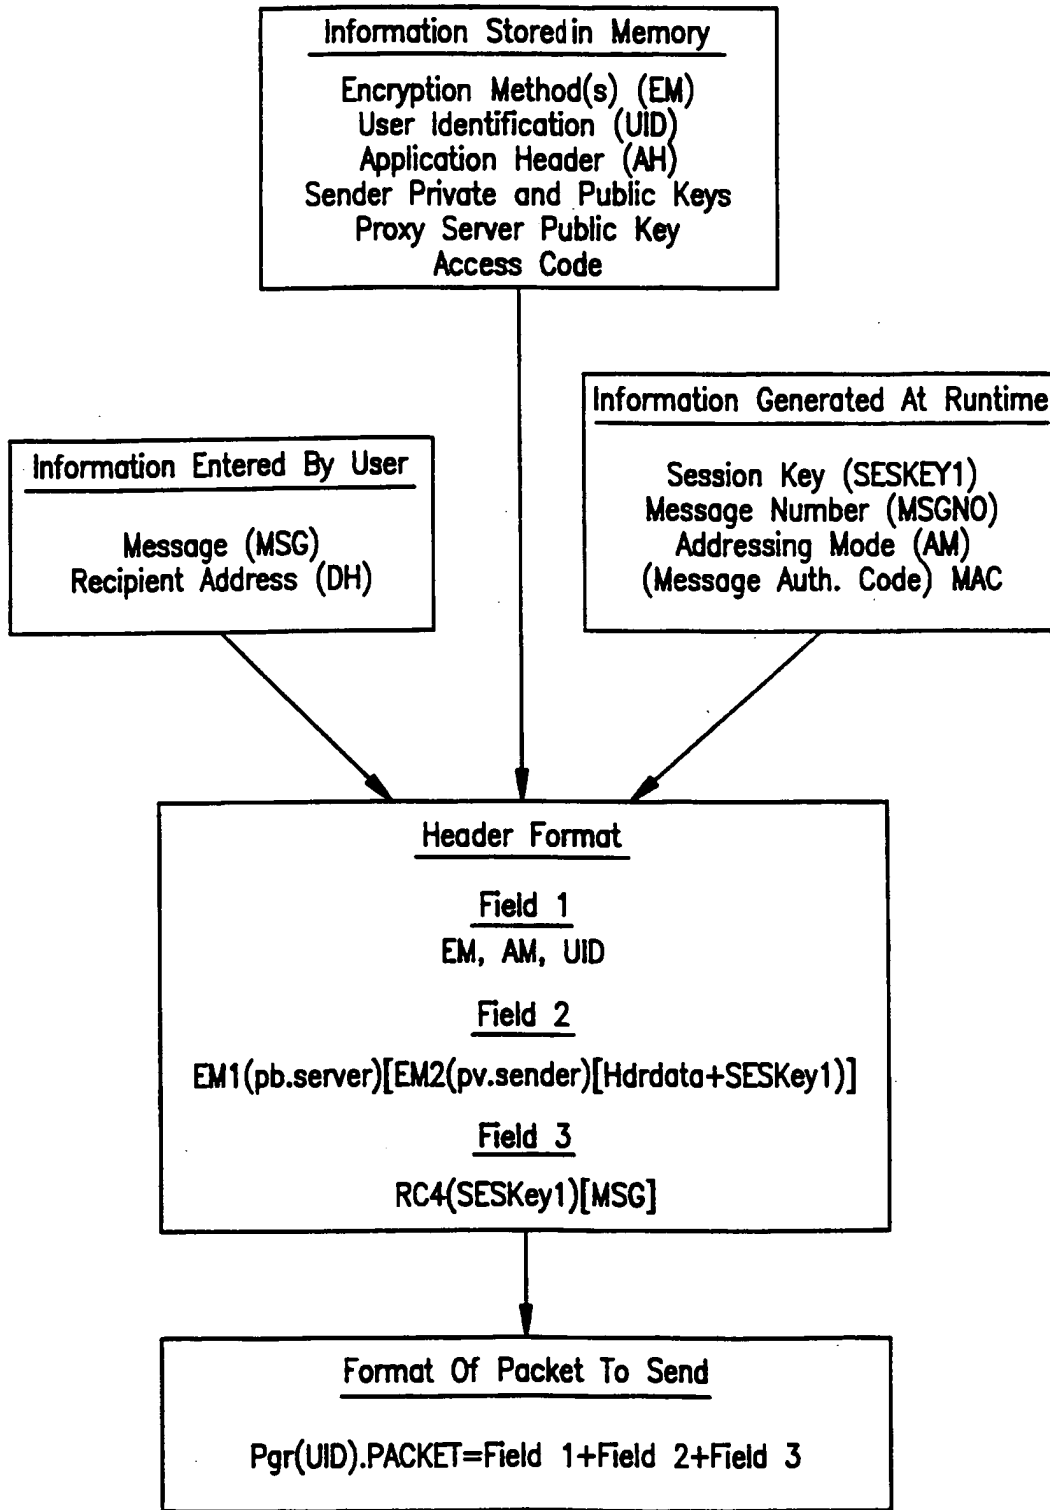 Information Stored in Memory
Encryption Method(s) (EM)
User Identification (UID)
Application Header (AH)
Sender Private and Public Keys
Proxy Server Public Key
Access Code
Information Generated At Runtime
Session Key (SESKEY1)
Message Number (MSGNO)
Addressing Mode (AM)
(Message Auth. Code) MAC
Information Entered By User
Message (MSG)
Recipient Address (DH)
Header Format
Field 1
EM, AM, UID
Field 2
EM1(pb.server)[EM2(pv.sender)[Hdrdata+SESKey1)]
Field 3
RC4(SESKey1)[MSG]
Format Of Packet To Send
Pgr(UID).PACKET=Field 1+Field 2+Field 3